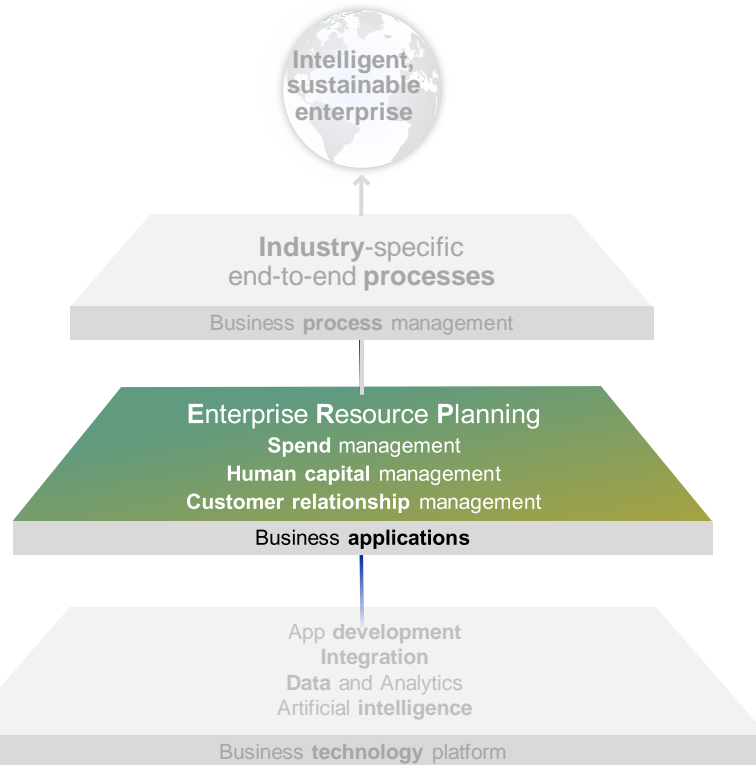 Intelligent,
sustainable
enterprise
Industry-specific
end-to-end processes
Business process management
Enterprise Resource Planning
Spend management
Human capital management
Customer relationship management
Business applications
App development
Integration
Data and Analytics
Artificial intelligence
Business technology platform